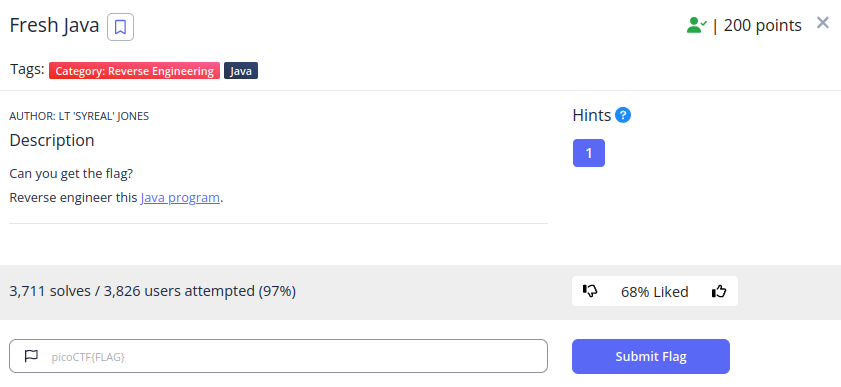 Fresh Java
| 200 points
Tags: Category: Reverse Engineering Java
AUTHOR: LT 'SYREAL' JONES
Hints ?
Description
1
Can you get the flag?
Reverse engineer this Java program.
3,711 solves / 3,826 users attempted (97%)
68% Liked
picoCTF{FLAG}
Submit Flag